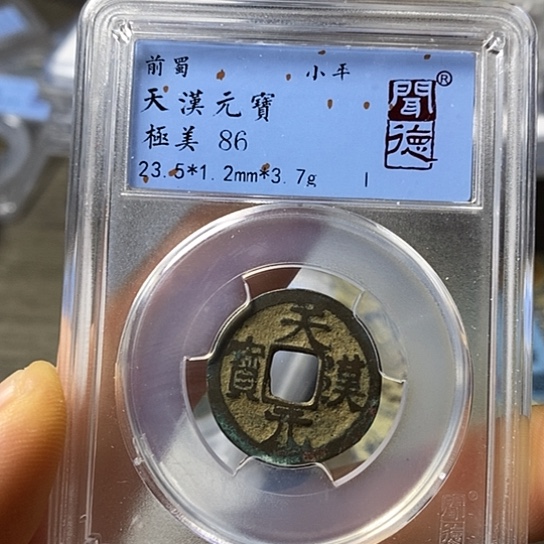 前蜀 小平
天漢元寶
極美 86
23.5*1.2mm*3.7g
聞德®
天漢元寶